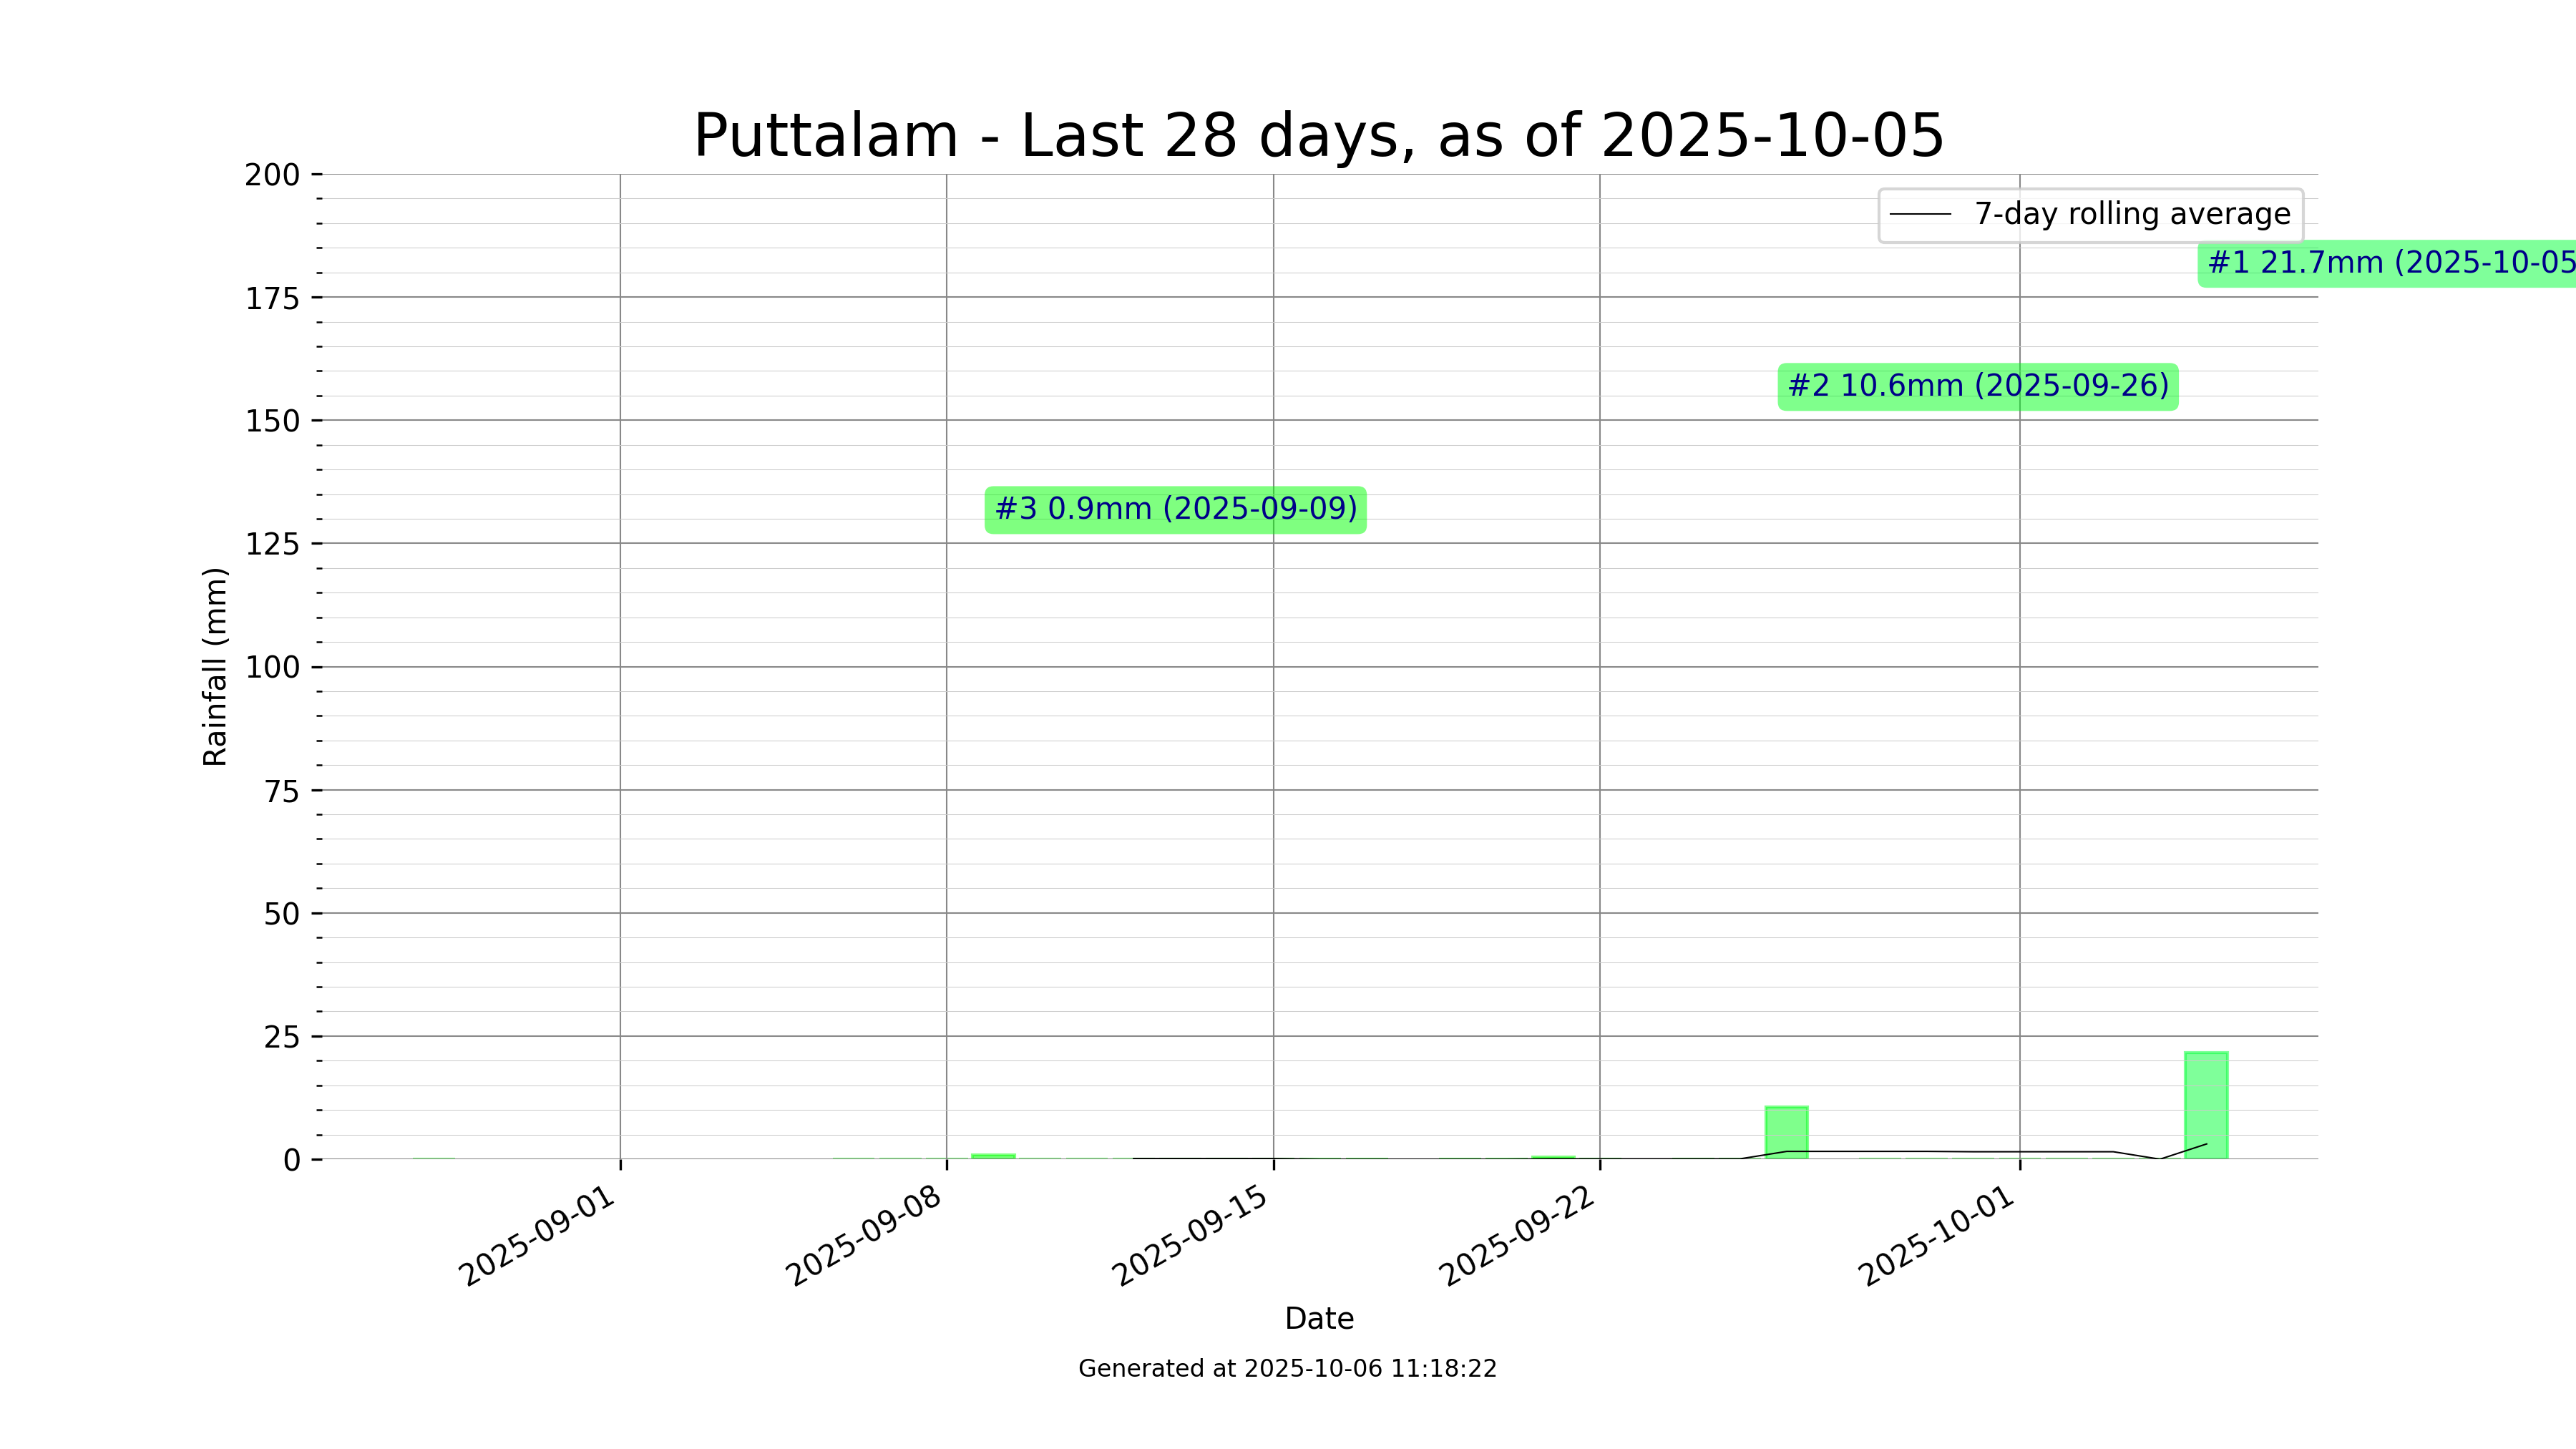 Puttalam - Last 28 days, as of 2025-10-05
200
175
150
125
100
75
50
25
0
Rainfall (mm)
7-day rolling average
#1 21.7mm (2025-10-05
#2 10.6mm (2025-09-26)
#3 0.9mm (2025-09-09)
2025-09-01
2025-09-08
2025-09-15
2025-09-22
2025-10-01
Date
Generated at 2025-10-06 11:18:22